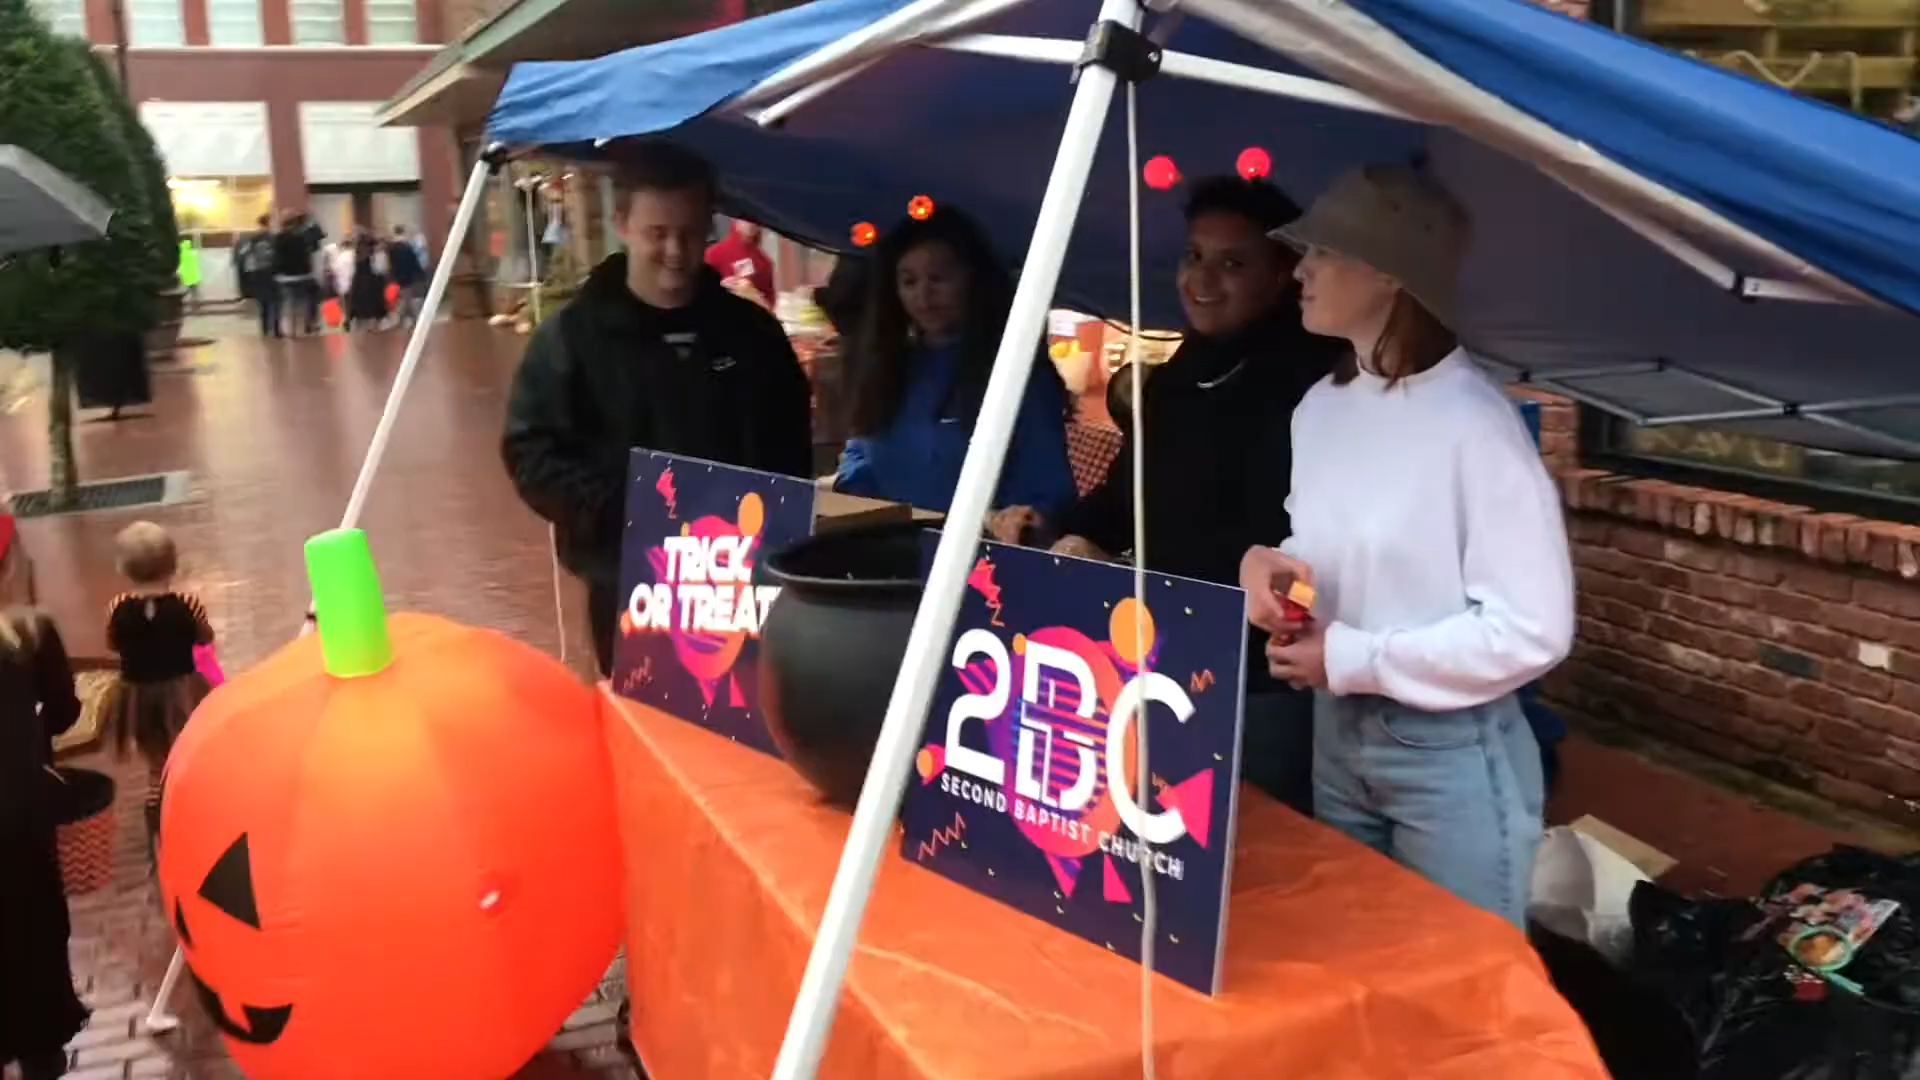 TRICK
OR TREAT
2BC
SECOND BAPTIST CHURCH